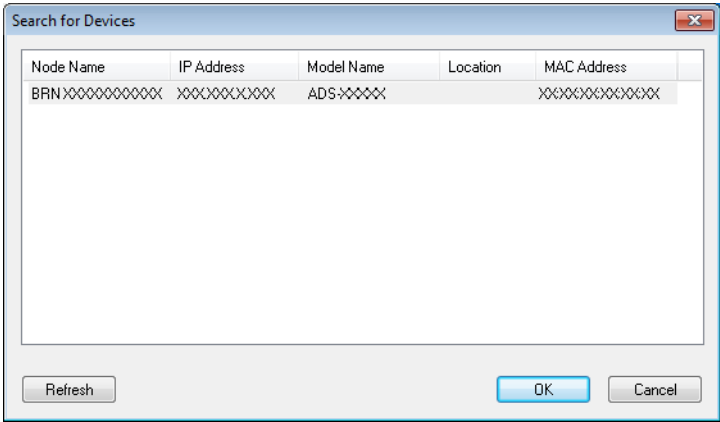 Search for Devices
Node Name IP Address Model Name Location MAC Address
BRNXXXXXXXXXXXX XXX.XXX.X.XXX ADS-XXXXX XX:XX:XX:XX:XX:XX
Refresh OK Cancel